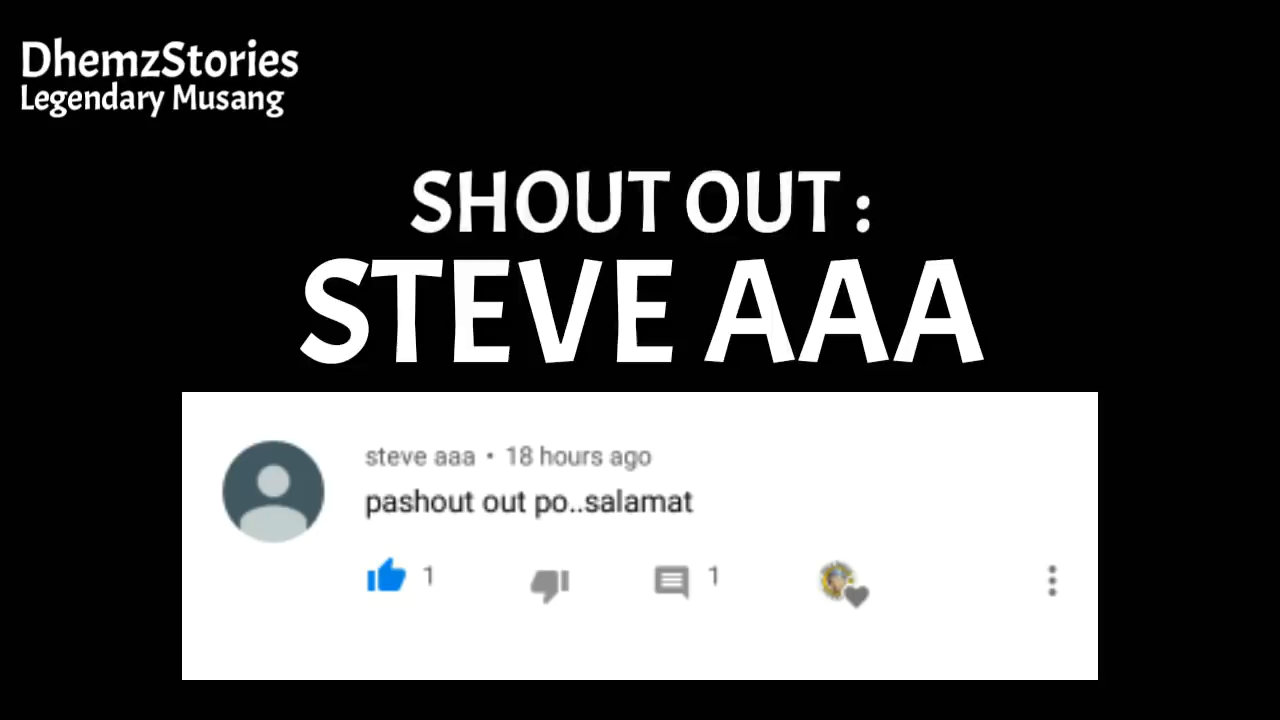 DhemzStories
Legendary Musang
SHOUT OUT :
STEVE AAA
steve aaa • 18 hours ago
pashout out po..salamat
1 1